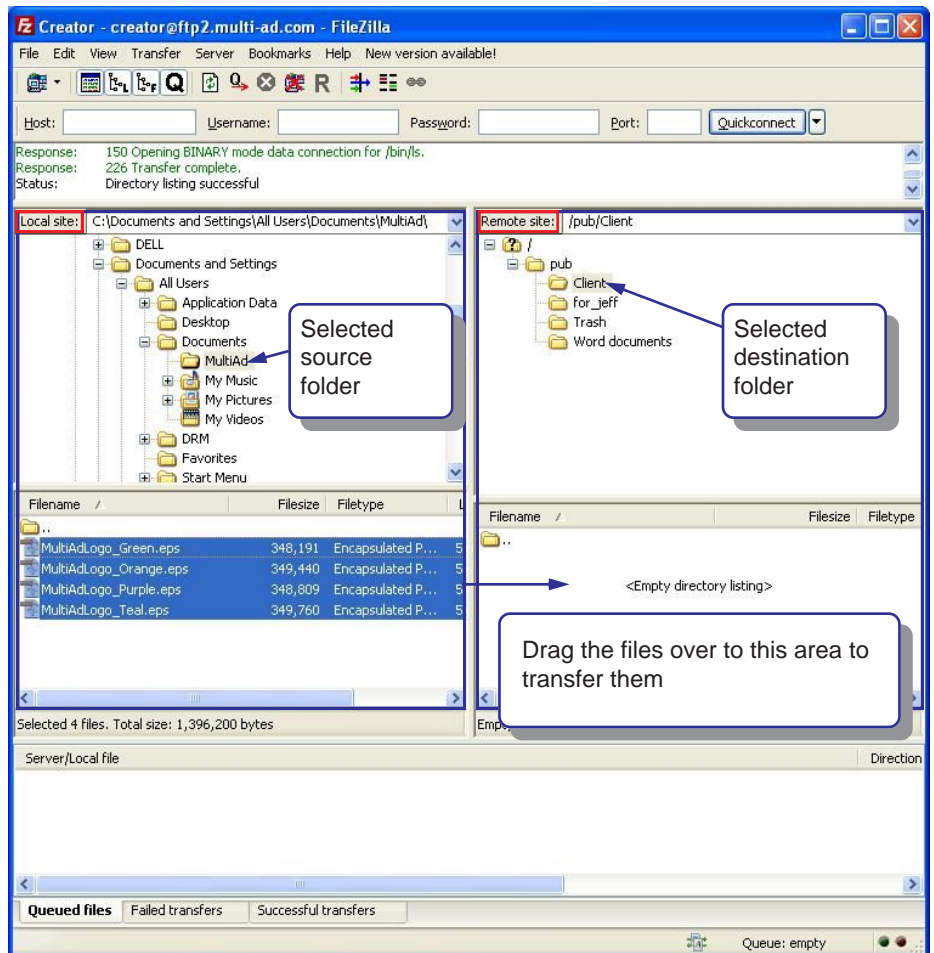 Creator - creator@ftp2.multi-ad.com - FileZilla
File Edit View Transfer Server Bookmarks Help New version available!
Host: Username: Password: Port: Quickconnect
Response: 150 Opening BINARY mode data connection for /bin/ls.
Response: 226 Transfer complete.
Status: Directory listing successful
Local site: C:\Documents and Settings\All Users\Documents\MultiAd\
DELL
Documents and Settings
All Users
Application Data
Desktop
Documents
MultiAd
My Music
My Pictures
My Videos
DRM
Favorites
Start Menu
Selected
source
folder
Remote site: /pub/Client
/
pub
Client
for_jeff
Trash
Word documents
Selected
destination
folder
Filename / Filesize Filetype L
..
MultiAdLogo_Green.eps 348,191 Encapsulated P... 5
MultiAdLogo_Orange.eps 349,440 Encapsulated P... 5
MultiAdLogo_Purple.eps 348,809 Encapsulated P... 5
MultiAdLogo_Teal.eps 349,760 Encapsulated P... 5
Selected 4 files. Total size: 1,396,200 bytes
Filename / Filesize Filetype
..
<Empty directory listing>
Drag the files over to this area to
transfer them
Server/Local file Direction
Queued files Failed transfers Successful transfers
Queue: empty